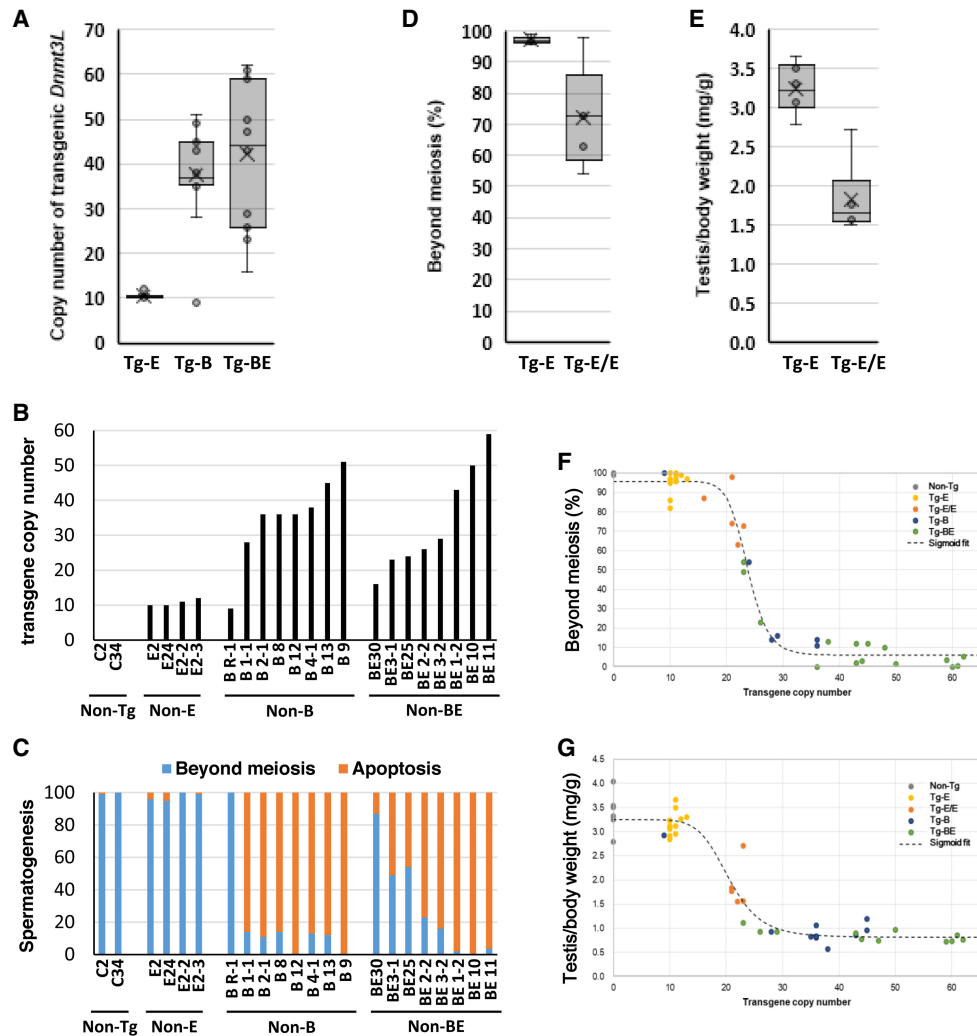 A
Copy number of transgenic Dnmt3L
70
60
50
40
30
20
10
0
Tg-E Tg-B Tg-BE
D
Beyond meiosis (%)
100
90
80
70
60
50
40
30
20
10
0
Tg-E Tg-E/E
E
Testis/body weight (mg/g)
4.0
3.5
3.0
2.5
2.0
1.5
1.0
0.5
0.0
Tg-E Tg-E/E
B
transgene copy number
60
50
40
30
20
10
0
C2 C34 E2 E24 E2-2 E2-3 B R-1 B 1-1 B 2-1 B 8 B 12 B 4-1 B 13 B 9 BE30 BE3-1 BE25 BE 2-2 BE 3-2 BE 1-2 BE 10 BE 11
Non-Tg Non-E Non-B Non-BE
C
Beyond meiosis Apoptosis
Spermatogenesis
100
80
60
40
20
0
C2 C34 E2 E24 E2-2 E2-3 B R-1 B 1-1 B 2-1 B 8 B 12 B 4-1 B 13 B 9 BE30 BE3-1 BE25 BE 2-2 BE 3-2 BE 1-2 BE 10 BE 11
Non-Tg Non-E Non-B Non-BE
F
Beyond meiosis (%)
100
90
80
70
60
50
40
30
20
10
0
Non-Tg
Tg-E
Tg-E/E
Tg-B
Tg-BE
Sigmoid fit
0 10 20 30 40 50 60
Transgene copy number
G
Testis/body weight (mg/g)
4.5
4.0
3.5
3.0
2.5
2.0
1.5
1.0
0.5
0.0
Non-Tg
Tg-E
Tg-E/E
Tg-B
Tg-BE
Sigmoid fit
0 10 20 30 40 50 60
Transgene copy number